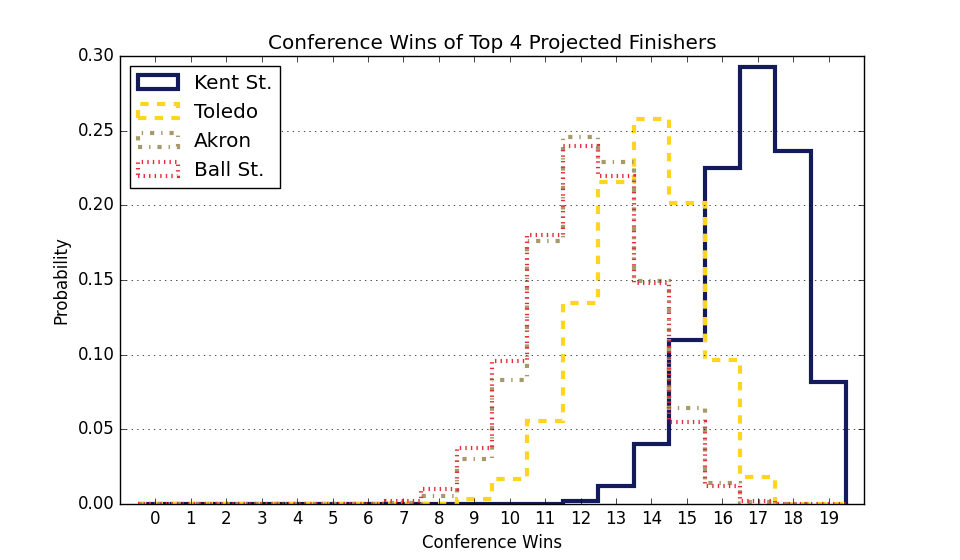 Conference Wins of Top 4 Projected Finishers
Kent St.
Toledo
Akron
Ball St.
0.30
0.25
0.20
0.15
0.10
0.05
0.00
Probability
0 1 2 3 4 5 6 7 8 9 10 11 12 13 14 15 16 17 18 19
Conference Wins